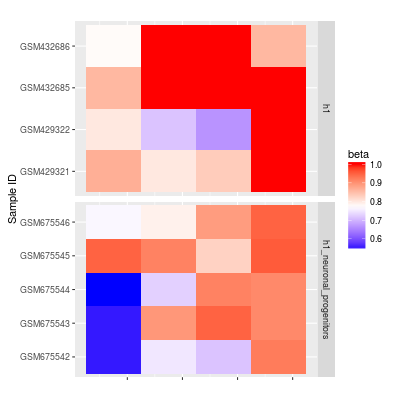 GSM432686
GSM432685
GSM429322
GSM429321
h1
GSM675546
GSM675545
GSM675544
GSM675543
GSM675542
h1_neuronal_progenitors
Sample ID
beta
1.0
0.9
0.8
0.7
0.6